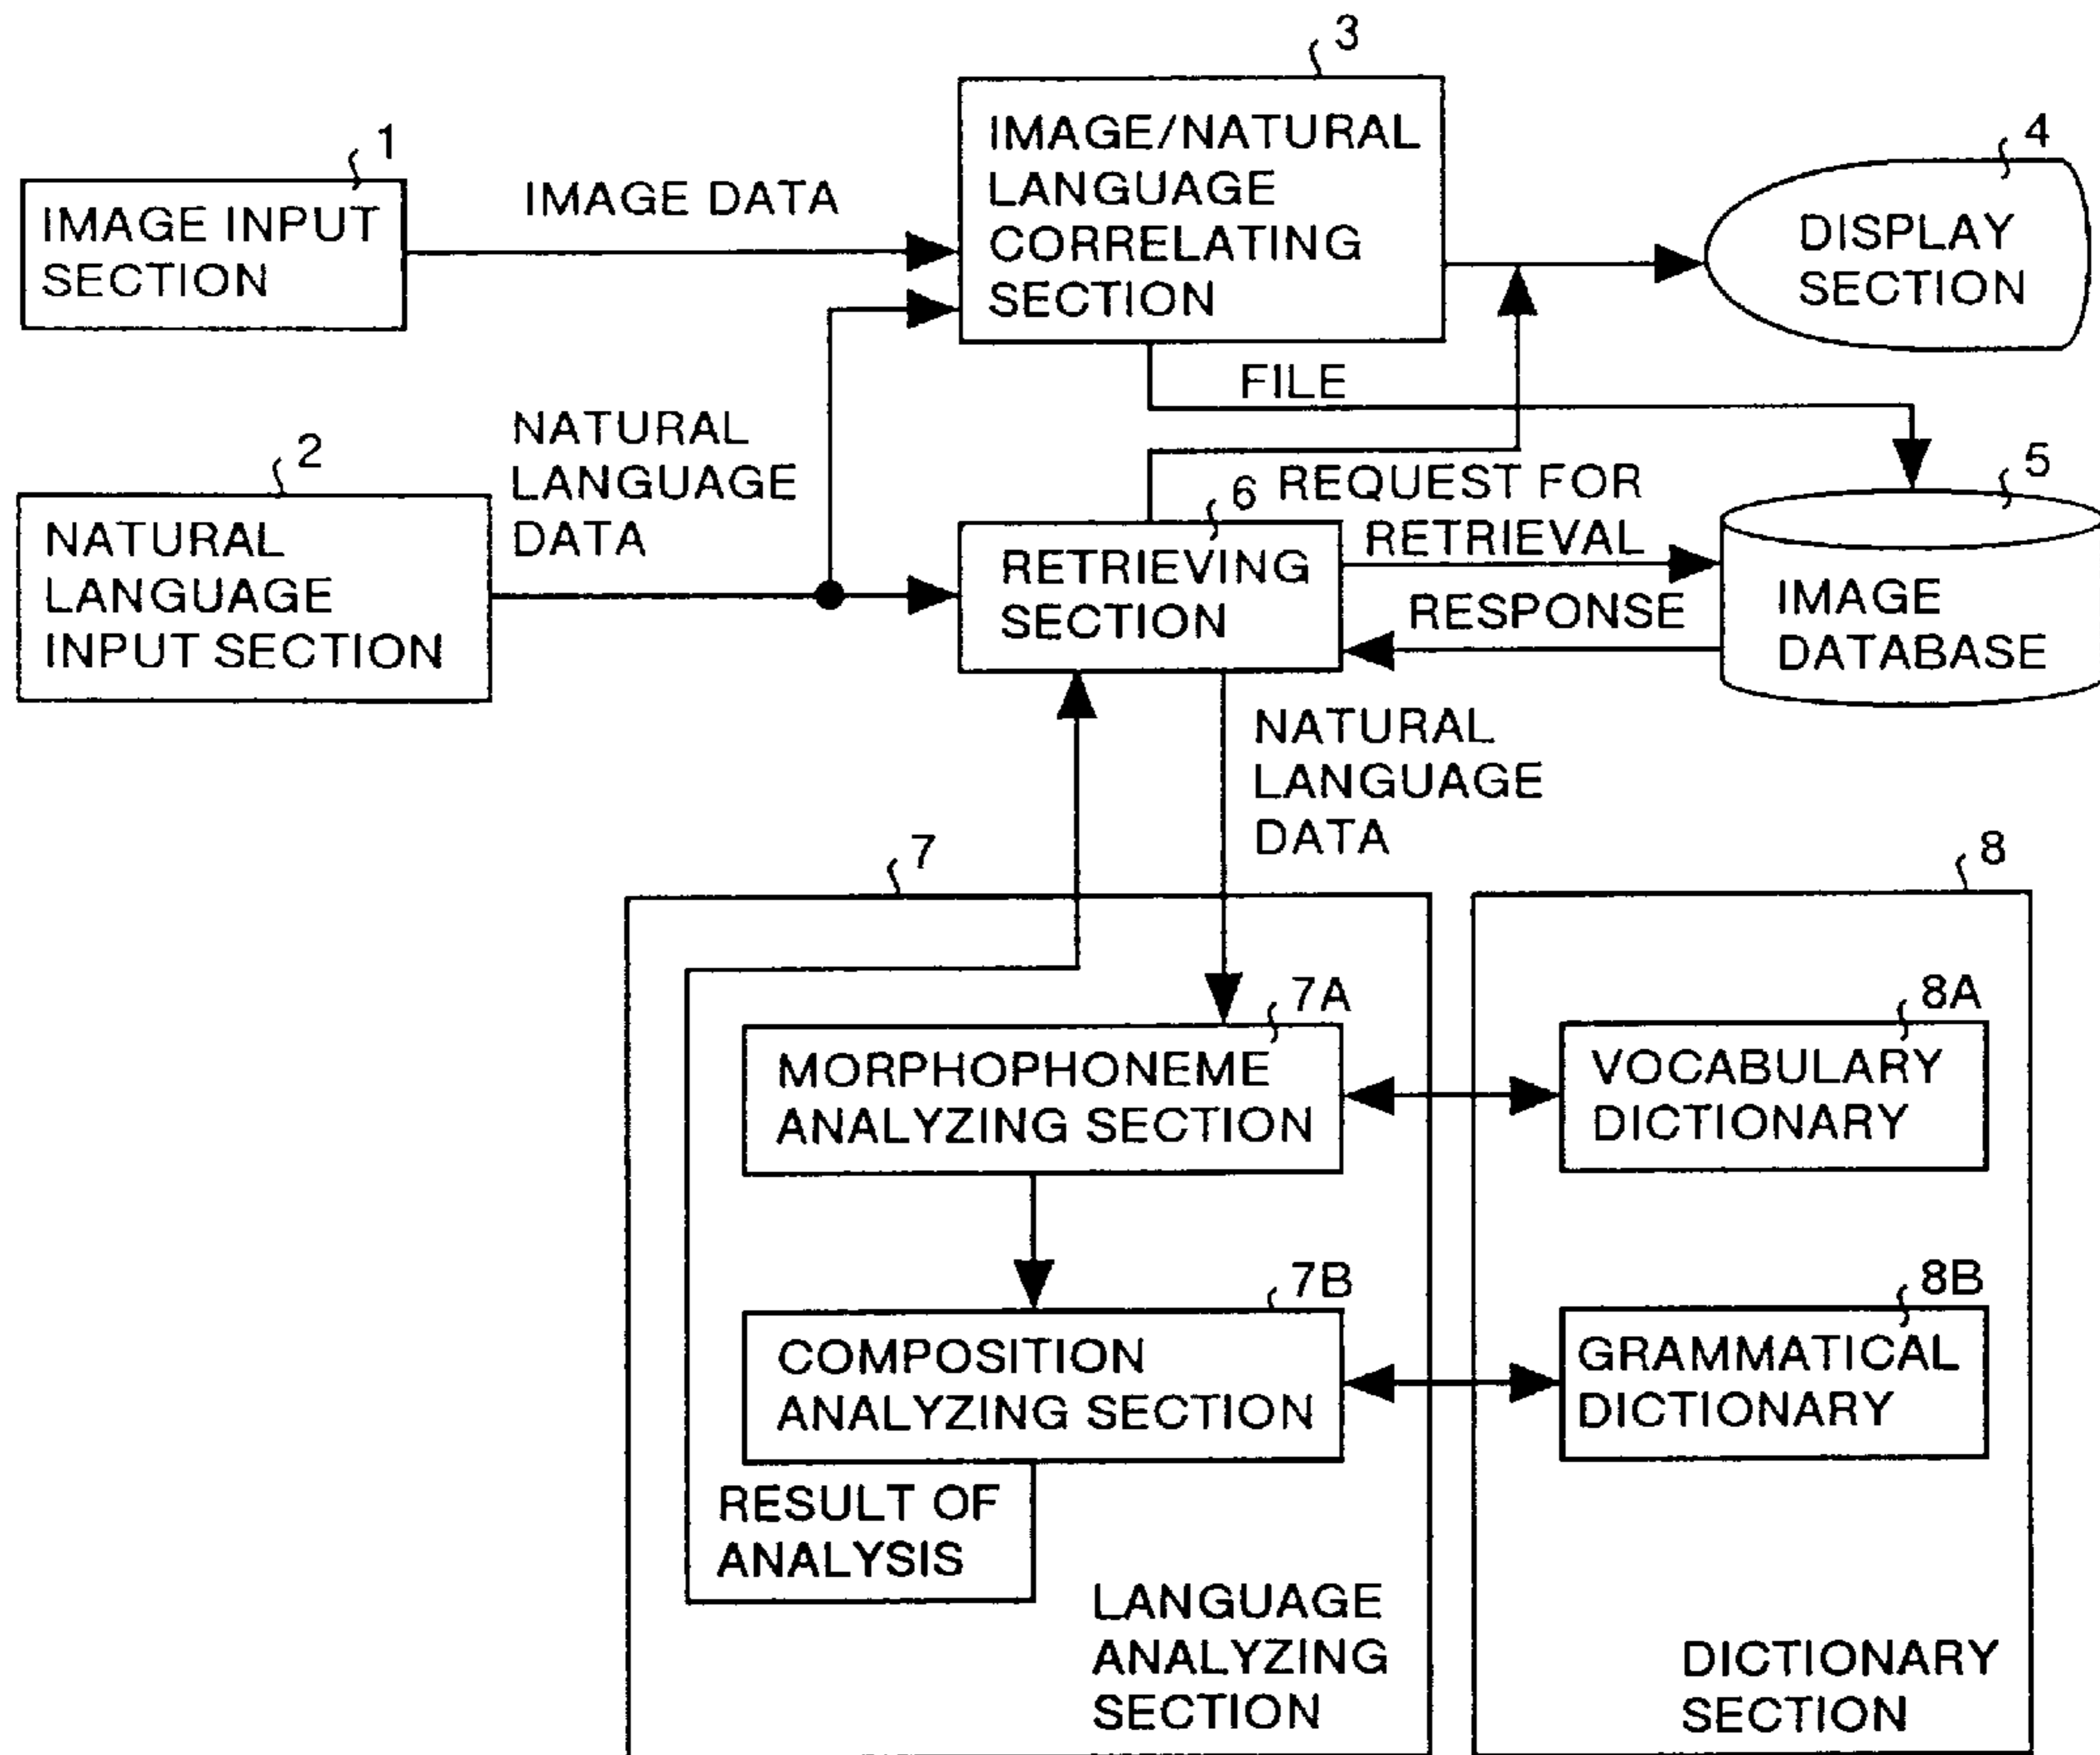 3
IMAGE/NATURAL
LANGUAGE
CORRELATING
SECTION
1
IMAGE INPUT
SECTION
IMAGE DATA
4
DISPLAY
SECTION
FILE
2
NATURAL
LANGUAGE
INPUT SECTION
NATURAL
LANGUAGE
DATA
6
RETRIEVING
SECTION
REQUEST FOR
RETRIEVAL
RESPONSE
5
IMAGE
DATABASE
NATURAL
LANGUAGE
DATA
7
7A
MORPHOPHONEME
ANALYZING SECTION
7B
COMPOSITION
ANALYZING SECTION
RESULT OF
ANALYSIS
LANGUAGE
ANALYZING
SECTION
8
8A
VOCABULARY
DICTIONARY
8B
GRAMMATICAL
DICTIONARY
DICTIONARY
SECTION